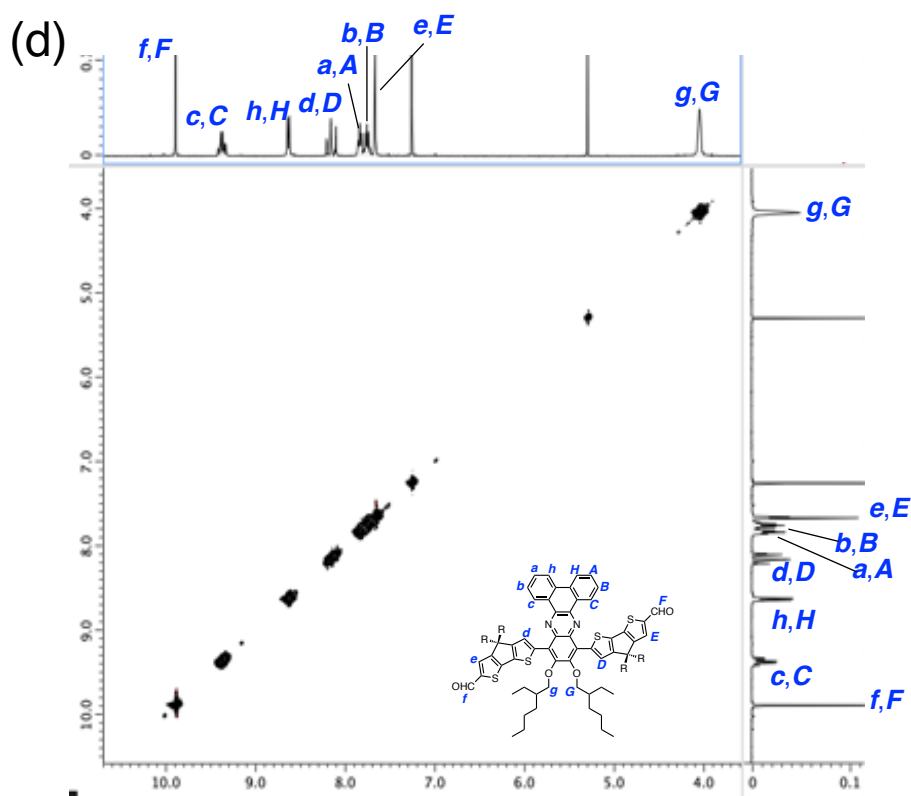 (d)
f,F
c,C
h,H
d,D
a,A
b,B
e,E
g,G
0.1
0
4.0
5.0
6.0
7.0
8.0
9.0
10.0
g,G
e,E
b,B
a,A
d,D
h,H
c,C
f,F
a
h
H
A
b
B
c
C
N
N
F
CHO
R
R
d
S
S
E
e
S
S
D
R
R
OHC
f
O
O
g
G
10.0
9.0
8.0
7.0
6.0
5.0
4.0
0
0.1